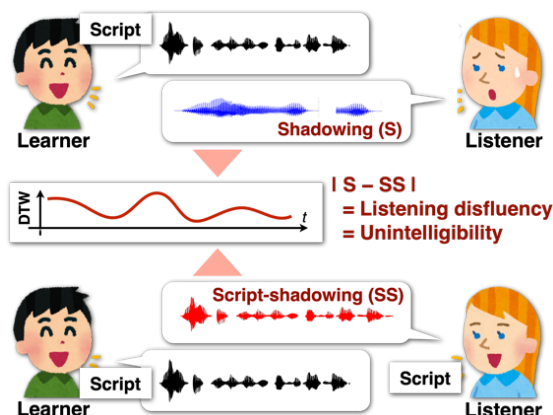 Script
Shadowing (S)
Learner
Listener
DTW
t
| S – SS |
= Listening disfluency
= Unintelligibility
Script-shadowing (SS)
Script
Script
Learner
Listener